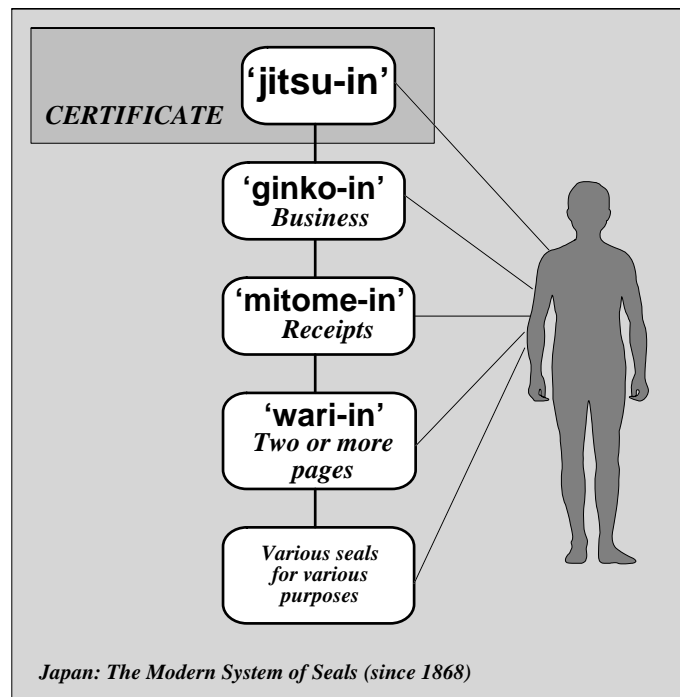 ‘jitsu-in’
CERTIFICATE
‘ginko-in’
Business
‘mitome-in’
Receipts
‘wari-in’
Two or more
pages
Various seals
for various
purposes
Japan: The Modern System of Seals (since 1868)